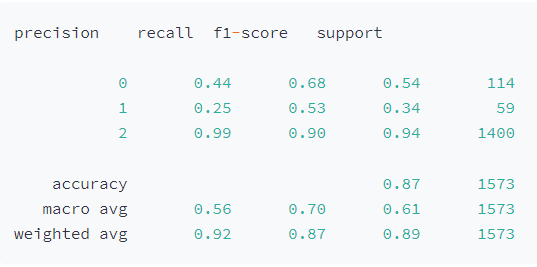 precision recall f1-score support
0 0.44 0.68 0.54 114
1 0.25 0.53 0.34 59
2 0.99 0.90 0.94 1400
accuracy 0.87 1573
macro avg 0.56 0.70 0.61 1573
weighted avg 0.92 0.87 0.89 1573